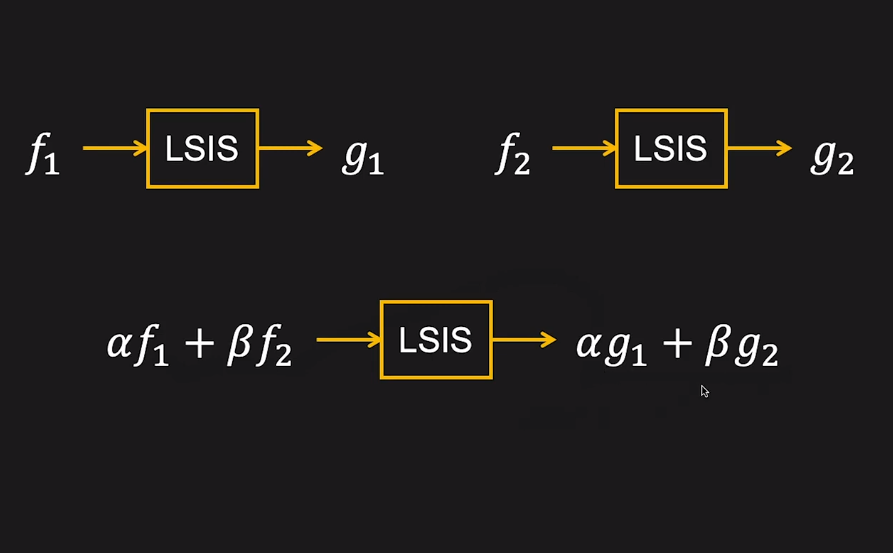 f₁ → LSIS → g₁
f₂ → LSIS → g₂
αf₁ + βf₂ → LSIS → αg₁ + βg₂